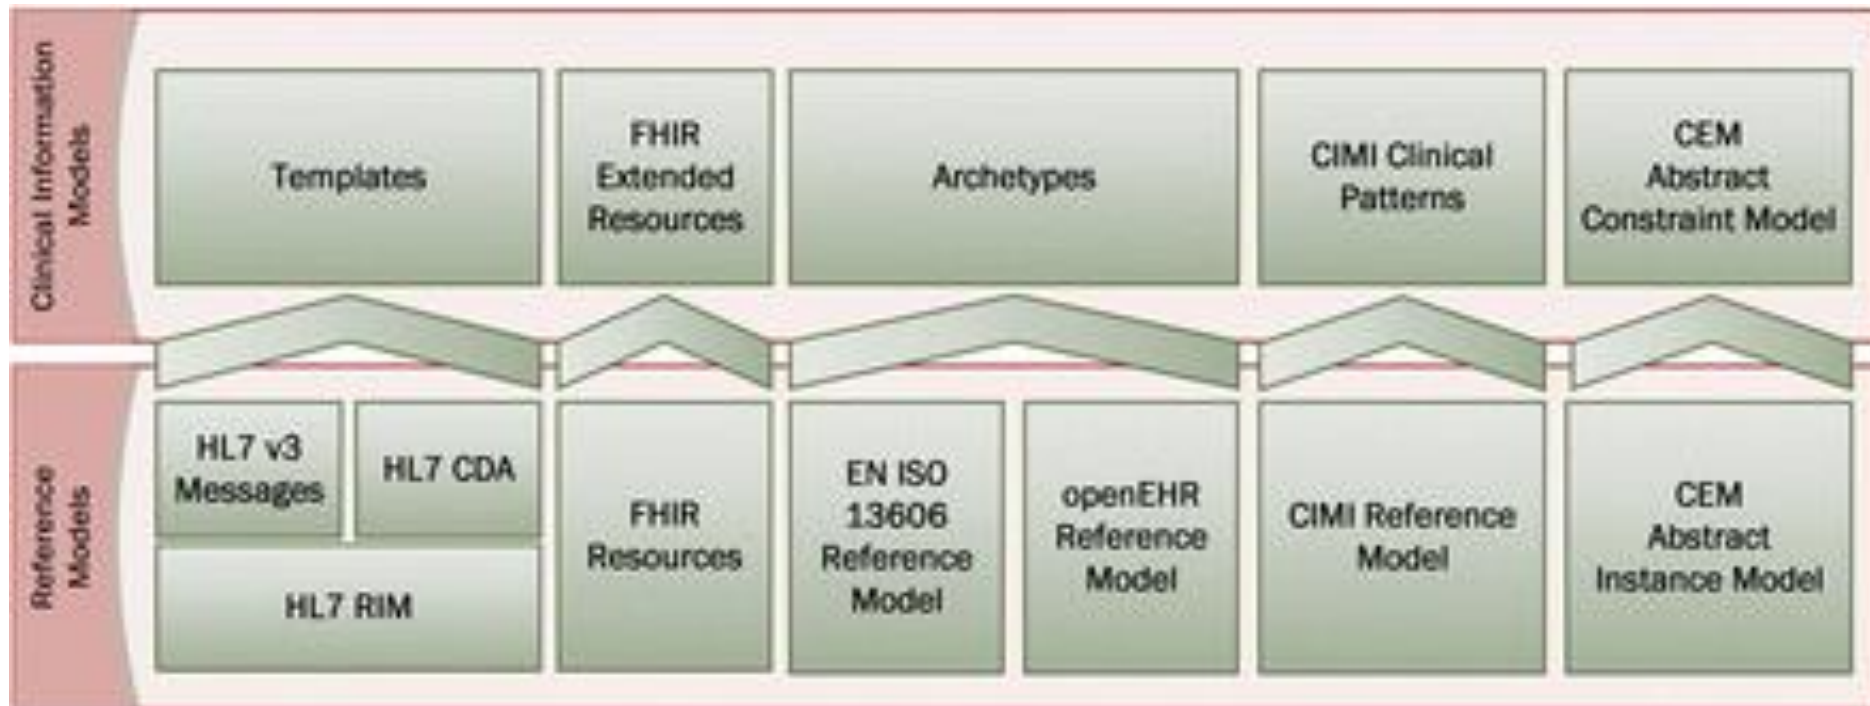 Clinical Information
Models
Templates
FHIR
Extended
Resources
Archetypes
CIMI Clinical
Patterns
CEM
Abstract
Constraint Model
Reference
Models
HL7 v3
Messages
HL7 CDA
HL7 RIM
FHIR
Resources
EN ISO
13606
Reference
Model
openEHR
Reference
Model
CIMI Reference
Model
CEM
Abstract
Instance Model